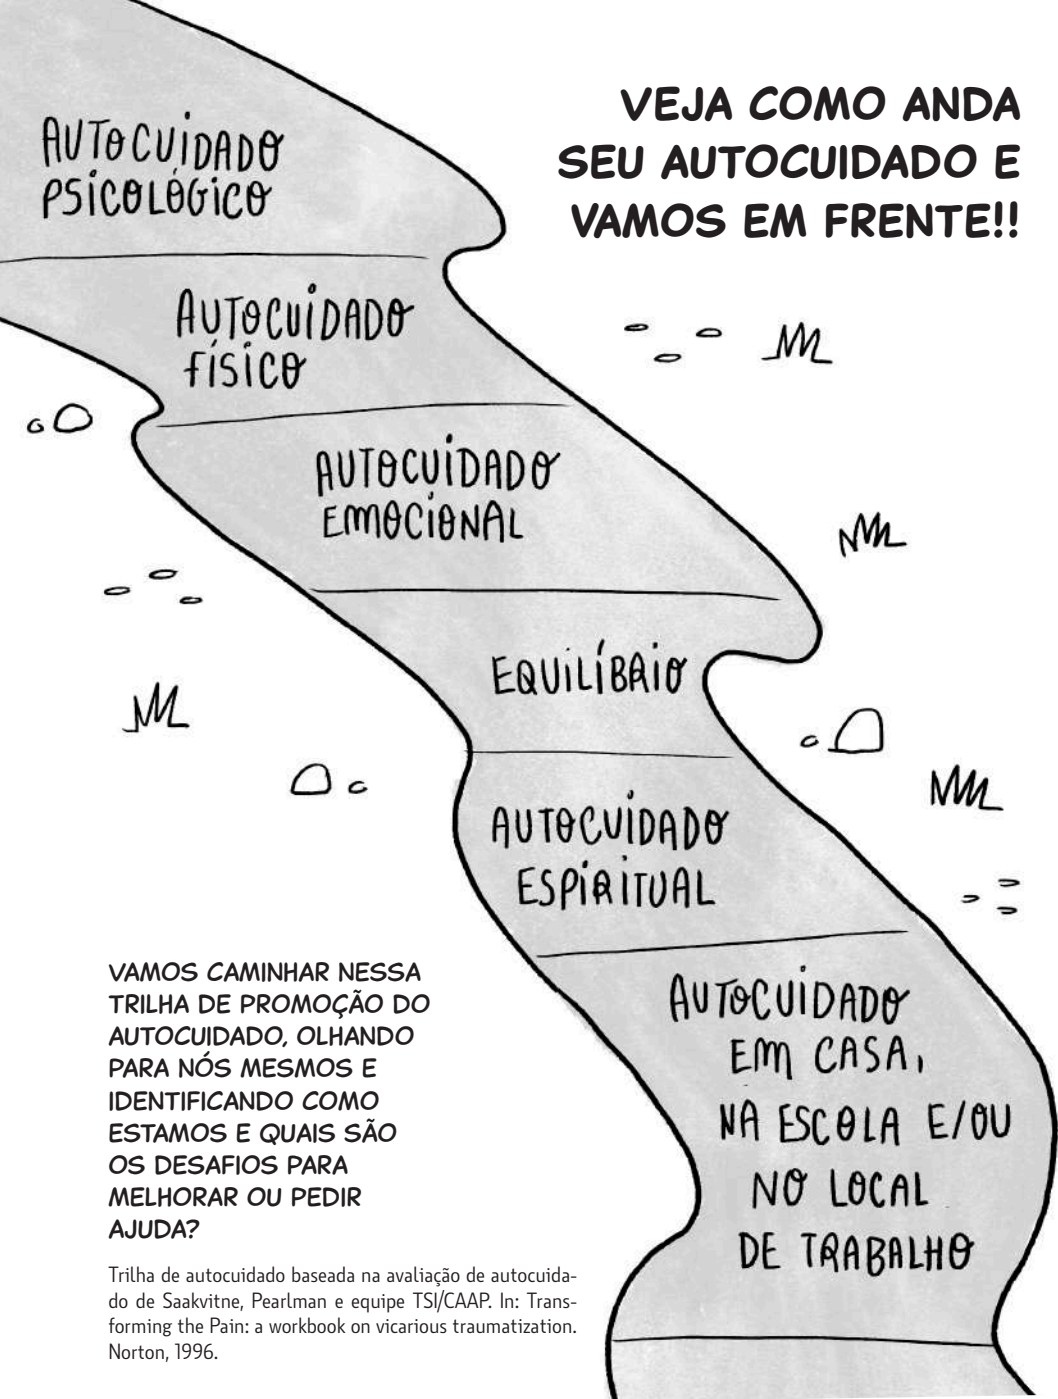 VEJA COMO ANDA
SEU AUTOCUIDADO E
VAMOS EM FRENTE!!
AUTOCUIDADO
PSICOLÓGICO
AUTOCUIDADO
FÍSICO
AUTOCUIDADO
EMOCIONAL
EQUILÍBRIO
AUTOCUIDADO
ESPIRITUAL
AUTOCUIDADO
EM CASA,
NA ESCOLA E/OU
NO LOCAL
DE TRABALHO
VAMOS CAMINHAR NESSA
TRILHA DE PROMOÇÃO DO
AUTOCUIDADO, OLHANDO
PARA NÓS MESMOS E
IDENTIFICANDO COMO
ESTAMOS E QUAIS SÃO
OS DESAFIOS PARA
MELHORAR OU PEDIR
AJUDA?
Trilha de autocuidado baseada na avaliação de autocuida-
do de Saakvitne, Pearlman e equipe TSI/CAAP. In: Trans-
forming the Pain: a workbook on vicarious traumatization.
Norton, 1996.